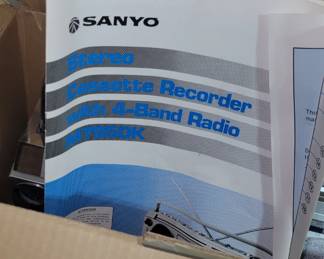 SANYO
Stereo
Cassette Recorder
with 4-Band Radio